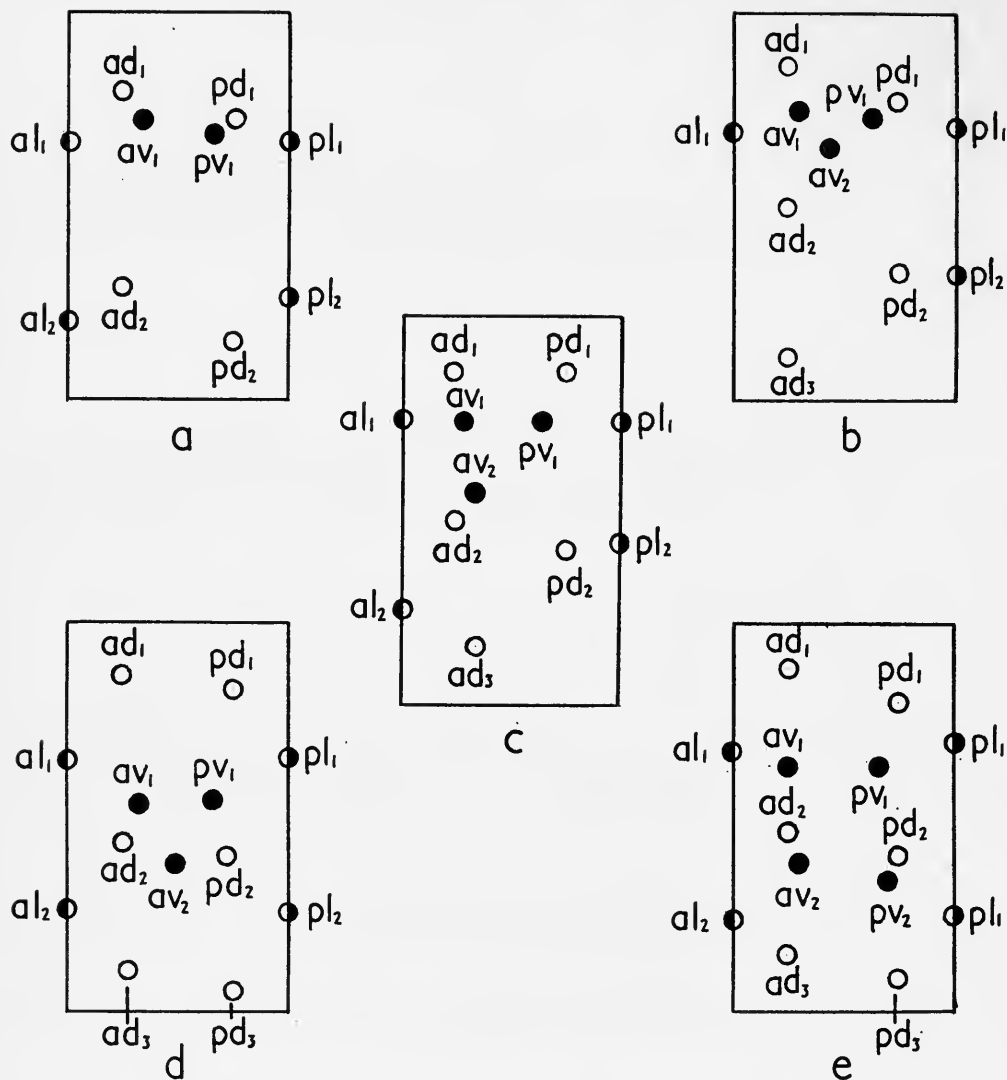 ad₁
pd₁
al₁
av₁
pv₁
pl₁
ad₂
pl₂
al₂
pd₂
a
ad₁
pd₁
pv₁
al₁
av₁
pl₁
av₂
ad₂
pl₂
pd₂
ad₃
b
ad₁
pd₁
al₁
av₁
pl₁
pv₁
av₂
ad₂
pl₂
pd₂
al₂
ad₃
c
ad₁
pd₁
al₁
pl₁
av₁
pv₁
ad₂
pd₂
av₂
al₂
pl₂
ad₃
pd₃
d
ad₁
pd₁
al₁
av₁
pl₁
pv₁
ad₂
pd₂
av₂
al₂
pv₂
pl₁
ad₃
pd₃
e